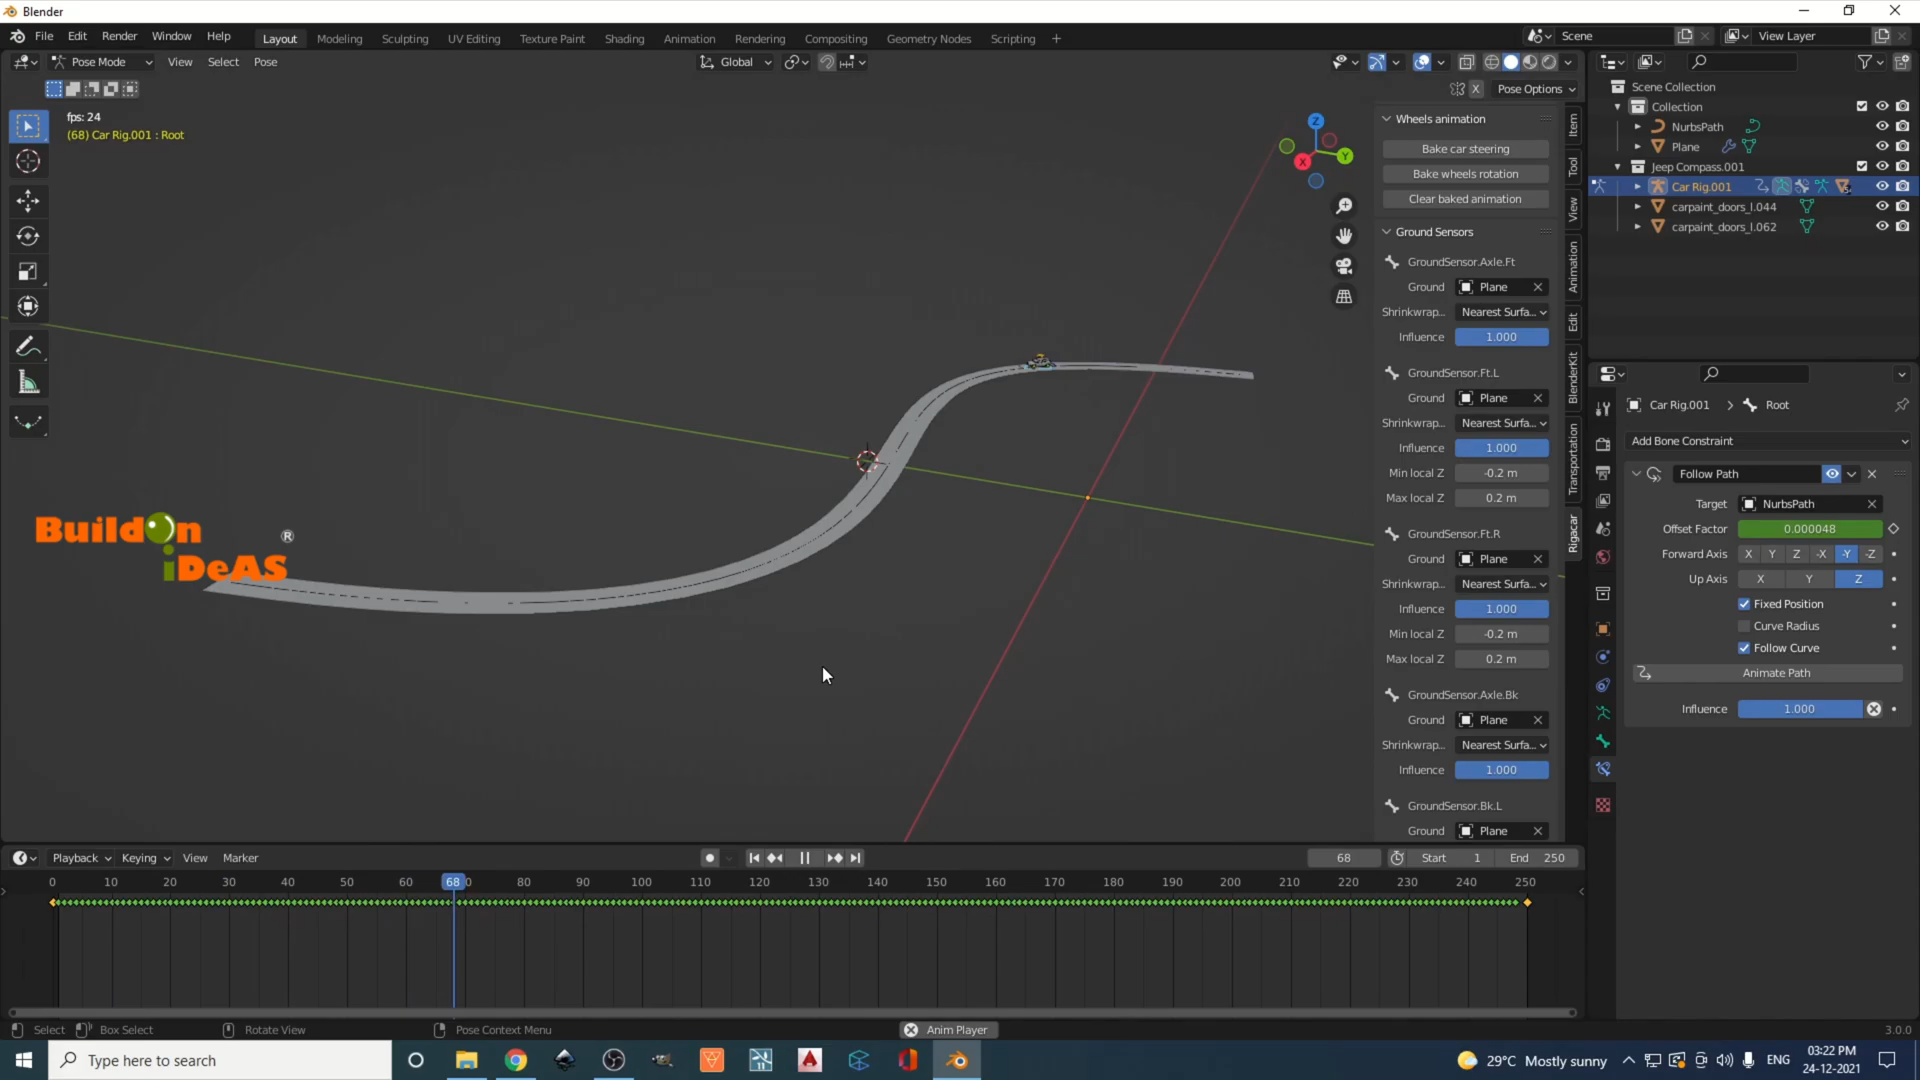 Blender
File Edit Render Window Help
Layout Modeling Sculpting UV Editing Texture Paint Shading Animation Rendering Compositing Geometry Nodes Scripting +
Scene
View Layer
Pose Mode View Select Pose
Global
X Pose Options
fps: 24
(68) Car Rig.001 : Root
Z
X
Y
Wheels animation
Bake car steering
Bake wheels rotation
Clear baked animation
Ground Sensors
GroundSensor.Axle.Ft
Ground Plane
Shrinkwrap... Nearest Surfa...
Influence 1.000
GroundSensor.Ft.L
Ground Plane
Shrinkwrap... Nearest Surfa...
Influence 1.000
Min local Z -0.2 m
Max local Z 0.2 m
GroundSensor.Ft.R
Ground Plane
Shrinkwrap... Nearest Surfa...
Influence 1.000
Min local Z -0.2 m
Max local Z 0.2 m
GroundSensor.Axle.Bk
Ground Plane
Shrinkwrap... Nearest Surfa...
Influence 1.000
GroundSensor.Bk.L
Ground Plane
Item
Tool
View
Animation
Edit
BlenderKit
Transportation
Rigacar
Scene Collection
Collection
NurbsPath
Plane
Jeep Compass.001
Car Rig.001
carpaint_doors_l.044
carpaint_doors_l.062
Car Rig.001 > Root
Add Bone Constraint
Follow Path
Target NurbsPath
Offset Factor 0.000048
Forward Axis X Y Z -X -Y -Z
Up Axis X Y Z
Fixed Position
Curve Radius
Follow Curve
Animate Path
Influence 1.000
BuildOn ®
iDeAS
Playback Keying View Marker
68 Start 1 End 250
0 10 20 30 40 50 60 68 0 80 90 100 110 120 130 140 150 160 170 180 190 200 210 220 230 240 250
Select Box Select Rotate View Pose Context Menu Anim Player 3.0.0
Type here to search
29°C Mostly sunny ENG
03:22 PM
24-12-2021